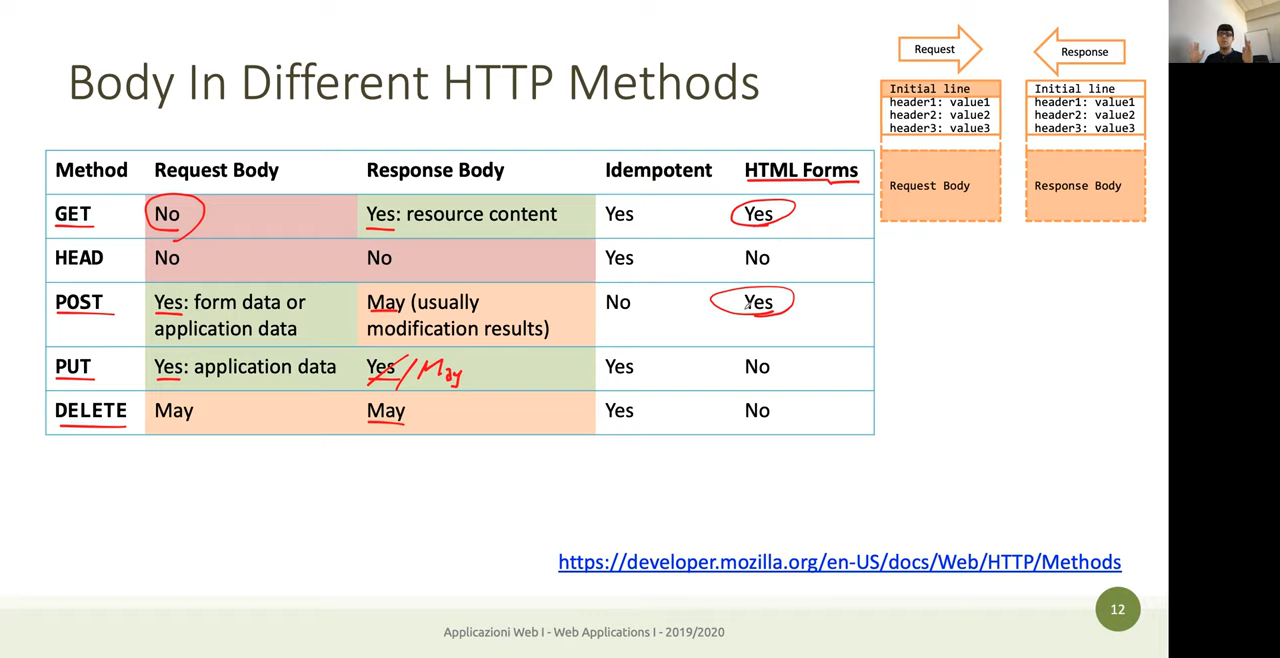 Body In Different HTTP Methods
Request
Response
Initial line
header1: value1
header2: value2
header3: value3
Request Body
Initial line
header1: value1
header2: value2
header3: value3
Response Body
Method Request Body Response Body Idempotent HTML Forms
GET No Yes: resource content Yes Yes
HEAD No No Yes No
POST Yes: form data or May (usually No Yes
application data modification results)
PUT Yes: application data Yes / May Yes No
DELETE May May Yes No
https://developer.mozilla.org/en-US/docs/Web/HTTP/Methods
12
Applicazioni Web I - Web Applications I - 2019/2020